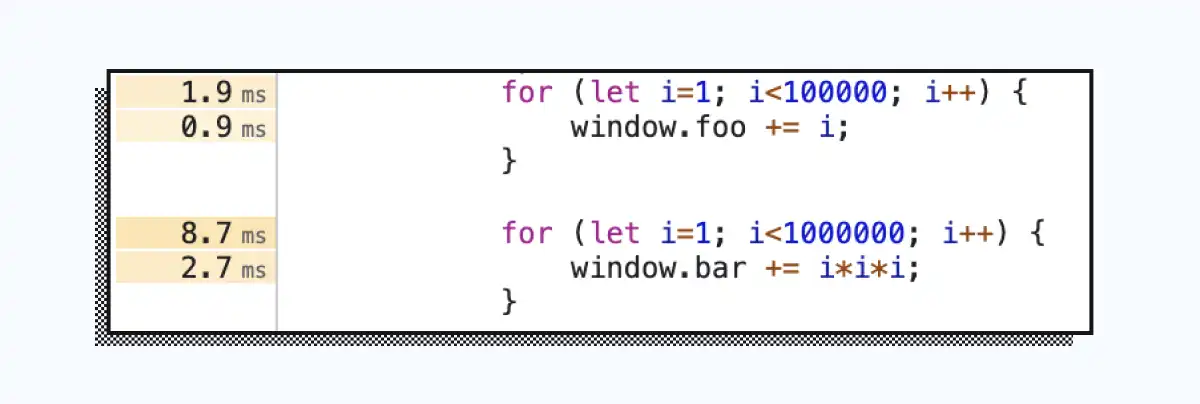 1.9 ms for (let i=1; i<100000; i++) {
0.9 ms window.foo += i;
}
8.7 ms for (let i=1; i<1000000; i++) {
2.7 ms window.bar += i*i*i;
}